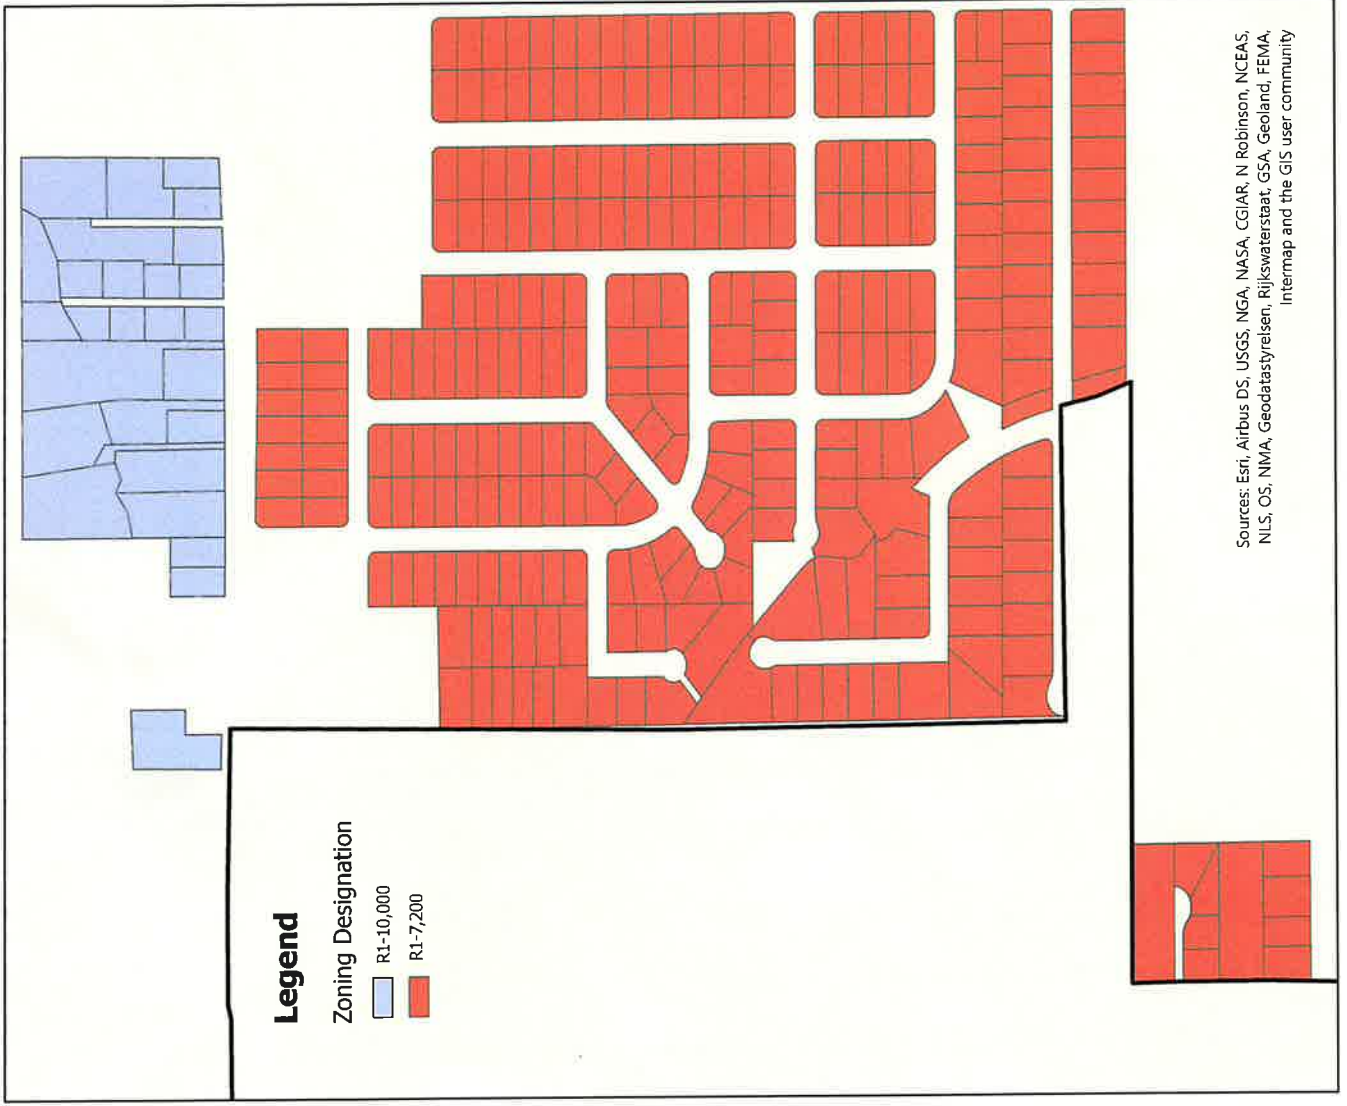 Legend
Zoning Designation
R1-10,000
R1-7,200
Sources: Esri, Airbus DS, USGS, NGA, NASA, CGIAR, N Robinson, NCEAS,
NLS, OS, NMA, Geodatastyrelsen, Rijkswaterstaat, GSA, Geoland, FEMA,
Intermap and the GIS user community